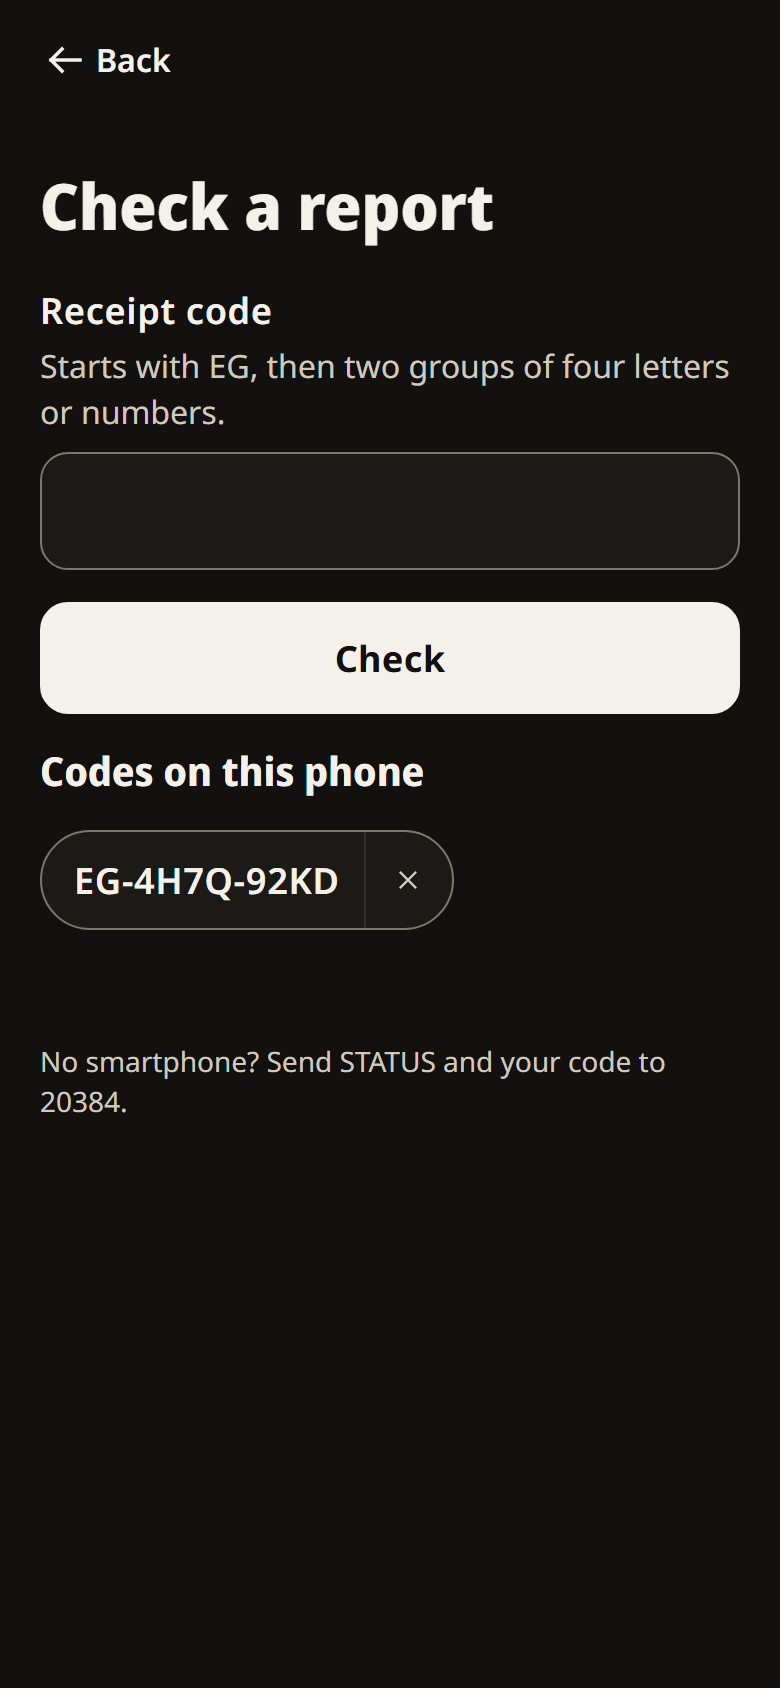 Back
Check a report
Receipt code
Starts with EG, then two groups of four letters
or numbers.
Check
Codes on this phone
EG-4H7Q-92KD
No smartphone? Send STATUS and your code to
20384.